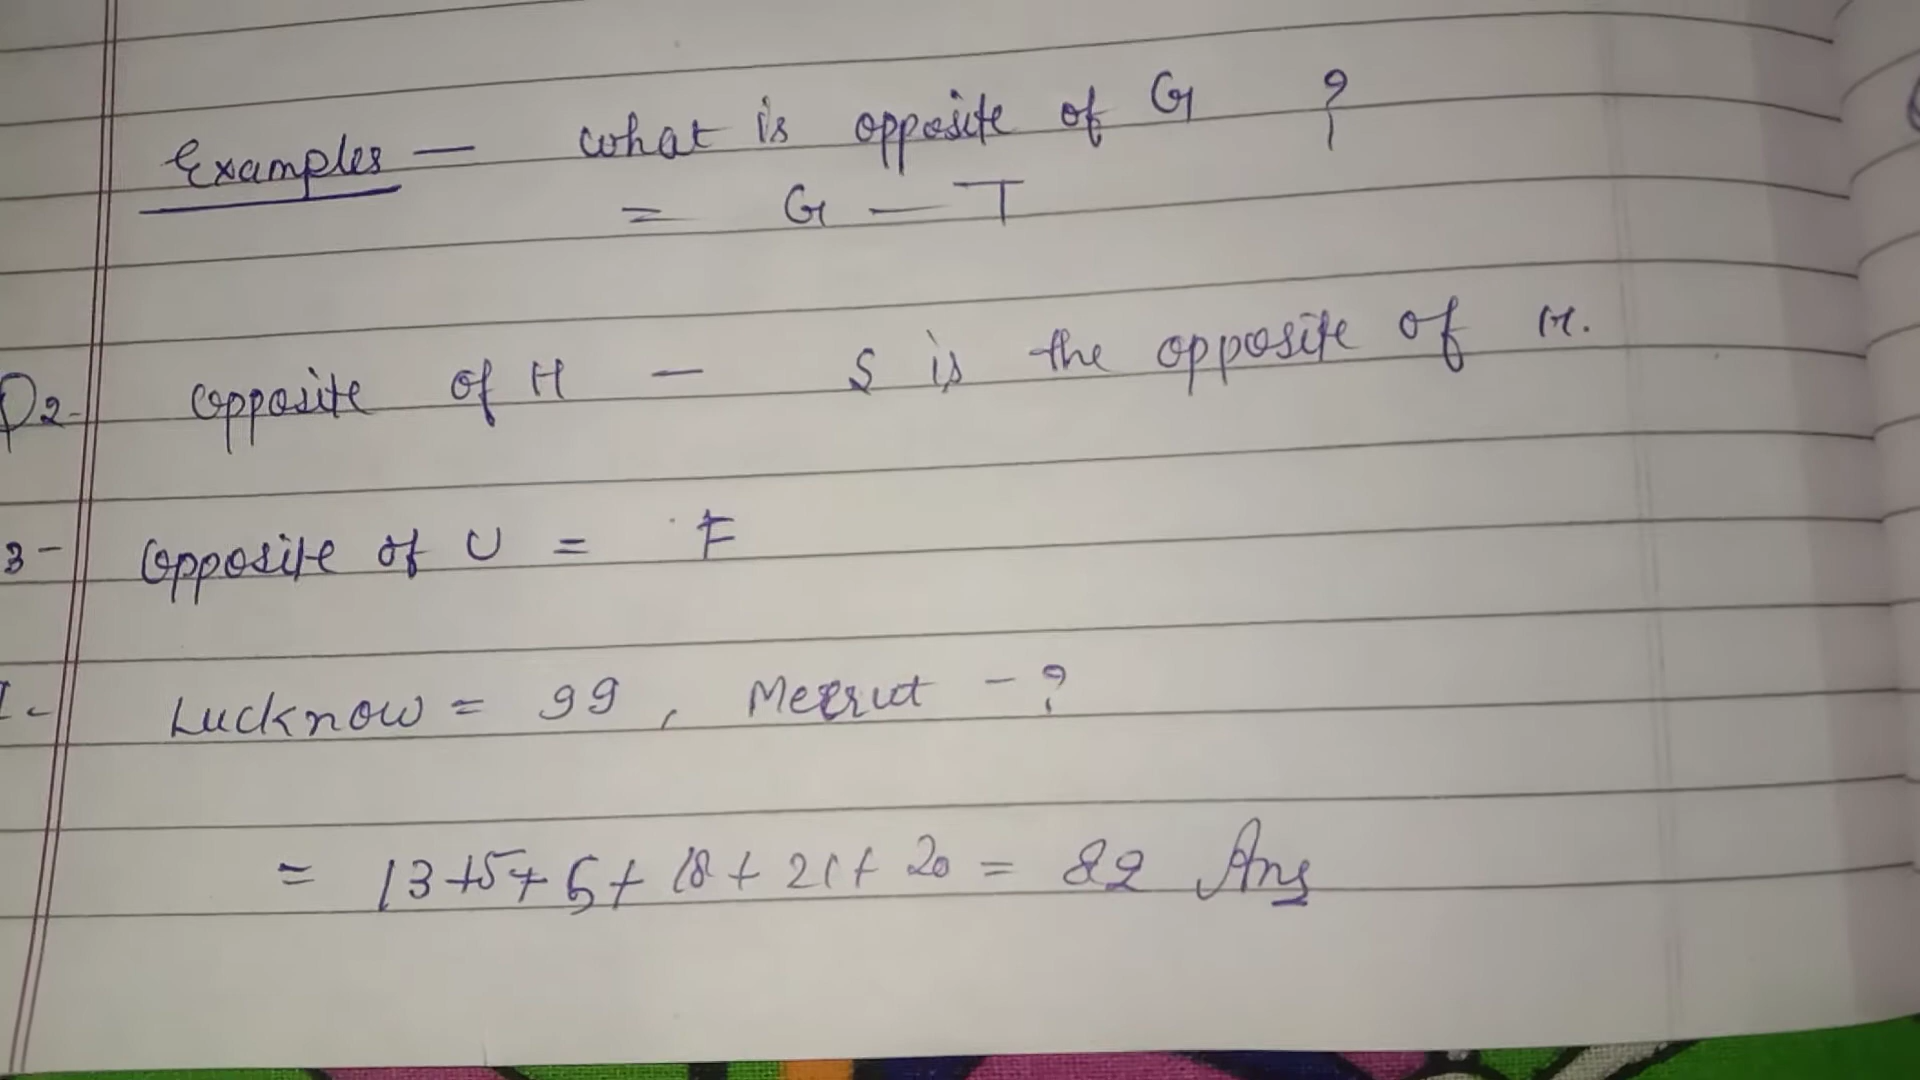 Examples — What is opposite of G ?
= G — T
Q2- Opposite of H — S is the opposite of H.
3- Opposite of U = F
Lucknow = 99, Meerut - ?
= 13+5+5+18+21+20 = 82 Ans